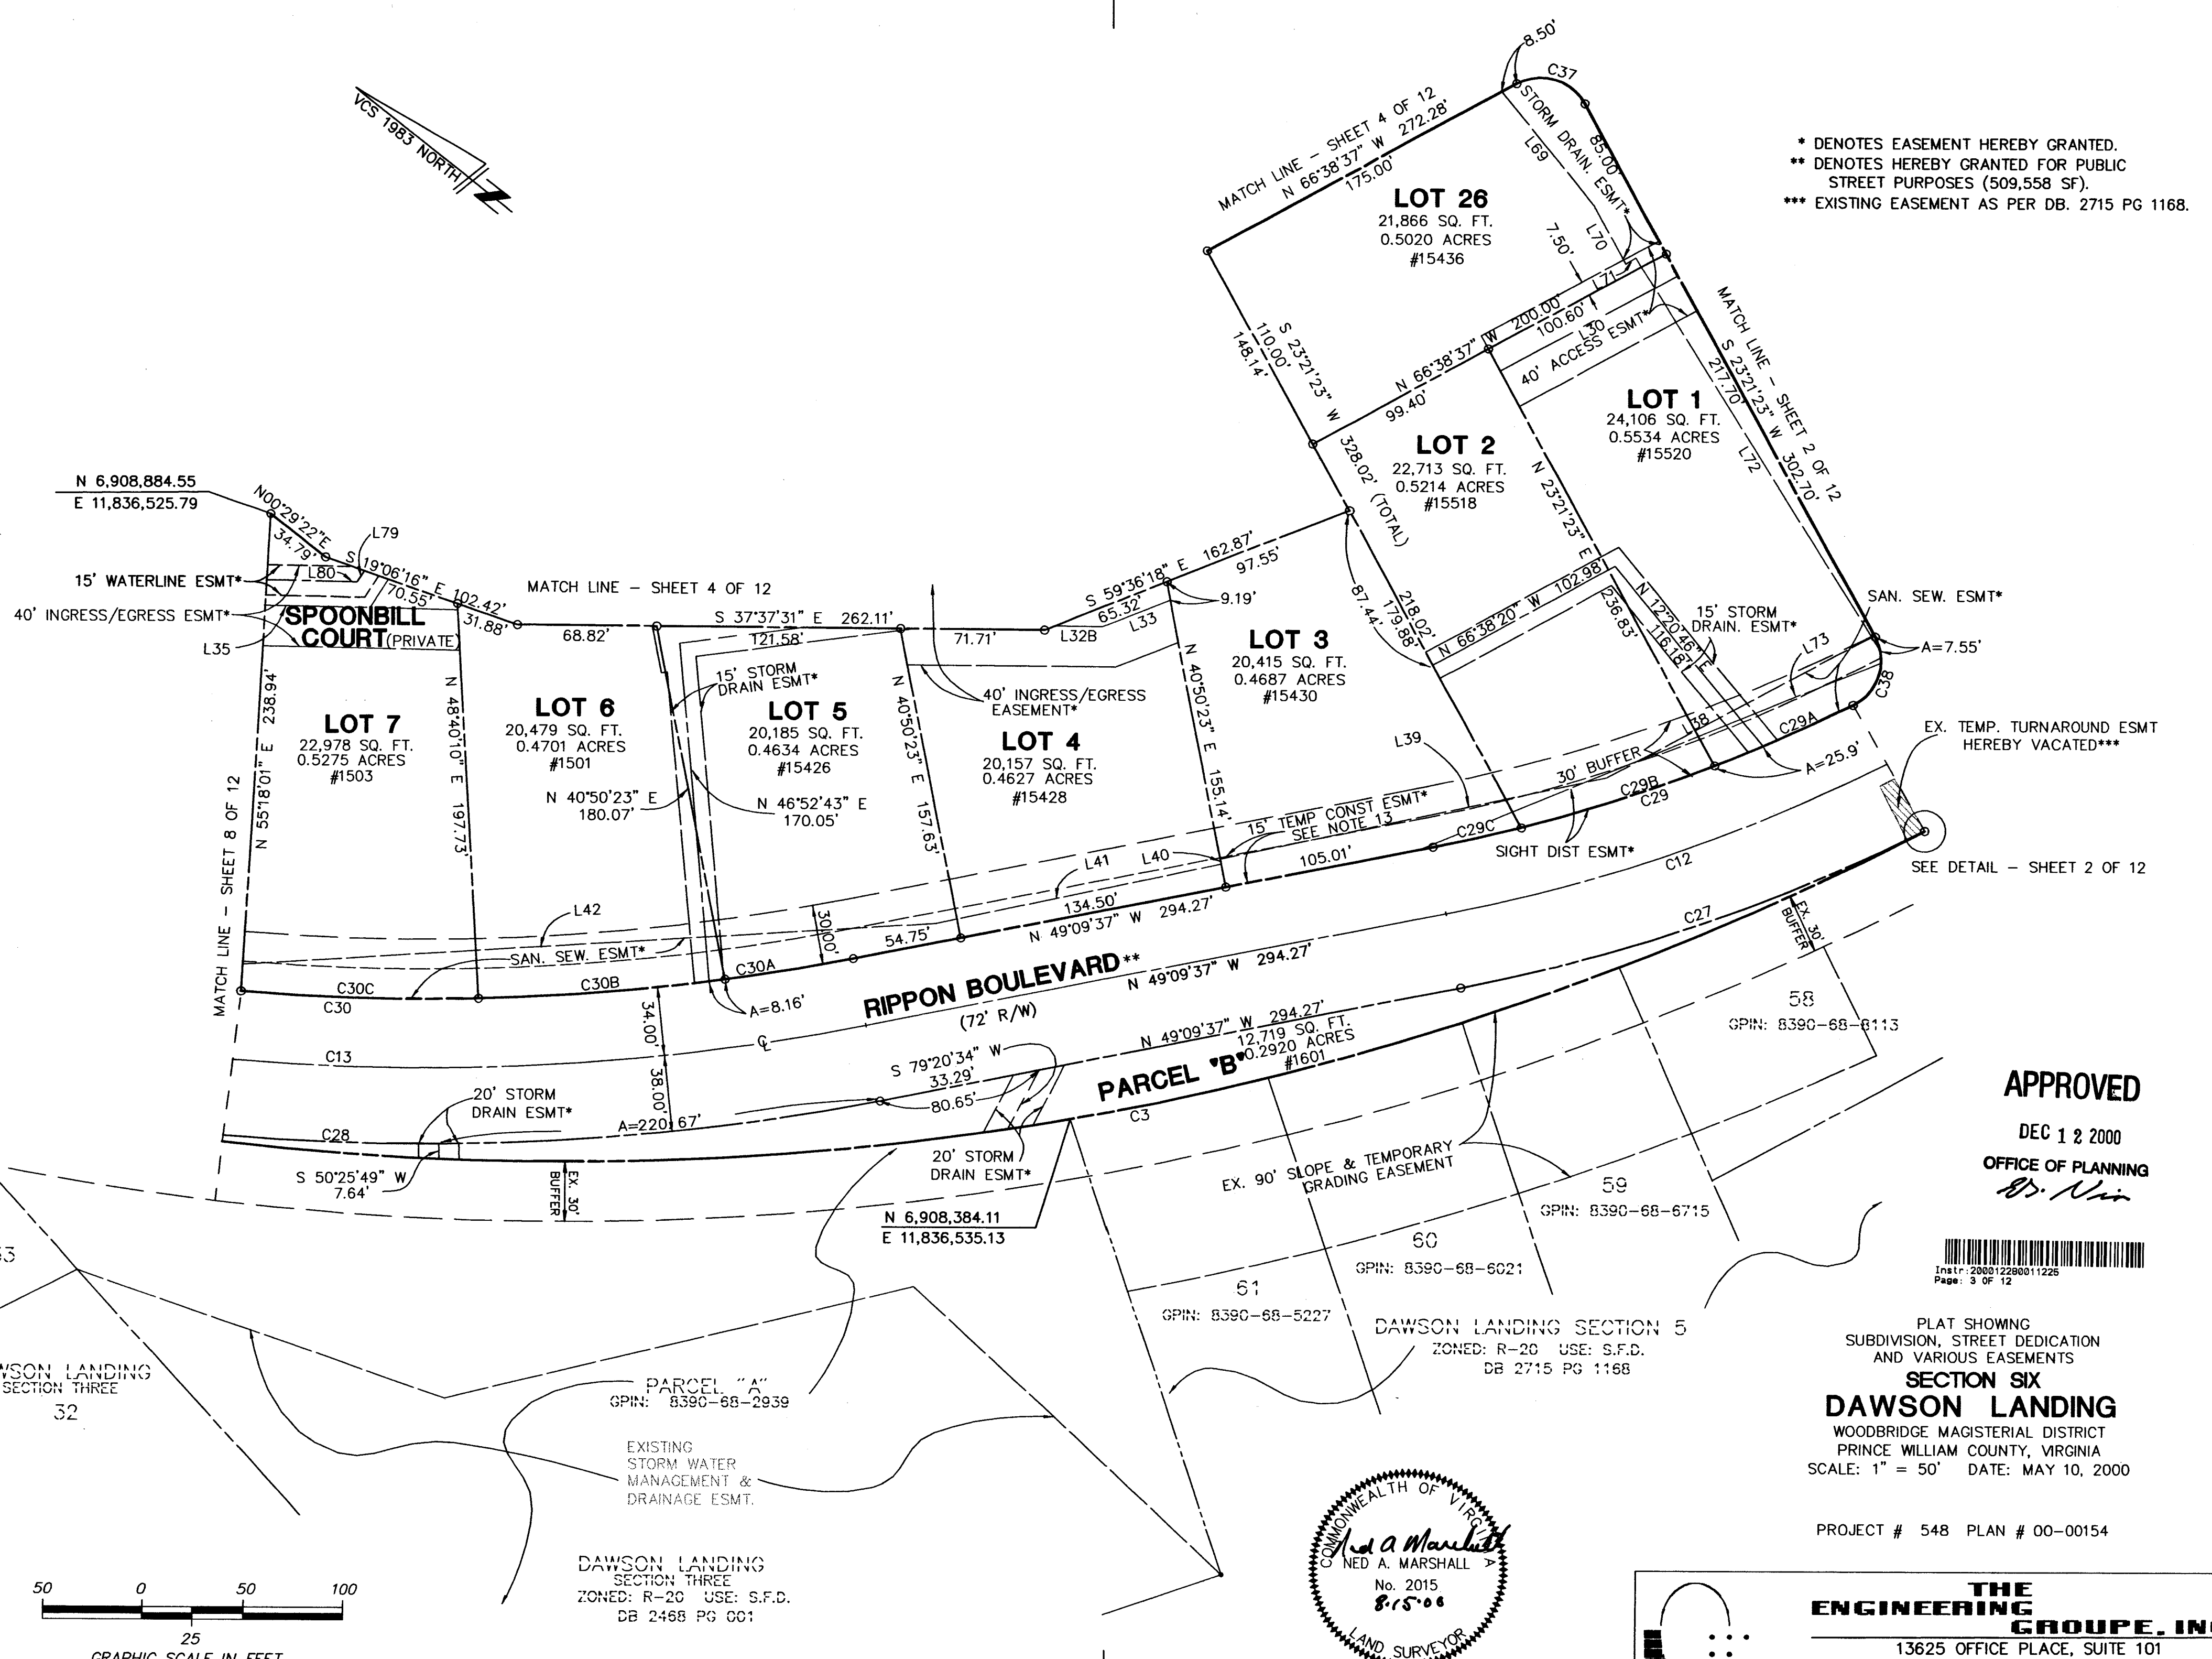 8.50'
C37
VCS 1983 NORTH
MATCH LINE – SHEET 4 OF 12
N 66°38'37" W 272.28'
175.00'
STORM DRAIN. ESMT*
L69
85.00'
L70
7.50'
L71
* DENOTES EASEMENT HEREBY GRANTED.
** DENOTES HEREBY GRANTED FOR PUBLIC
STREET PURPOSES (509,558 SF).
*** EXISTING EASEMENT AS PER DB. 2715 PG 1168.
LOT 26
21,866 SQ. FT.
0.5020 ACRES
#15436
S 23°21'23" W
110.00'
148.14'
328.02' (TOTAL)
N 66°38'37" W 200.00'
100.60'
99.40'
L30
40' ACCESS ESMT*
MATCH LINE – SHEET 2 OF 12
S 23°21'23" W 302.70'
217.70'
L72
LOT 1
24,106 SQ. FT.
0.5534 ACRES
#15520
LOT 2
22,713 SQ. FT.
0.5214 ACRES
#15518
N 23°21'23" E
236.83'
N 6,908,884.55
E 11,836,525.79
N00°29'22"E
34.79'
L79
L80
S 19°06'16" E 102.42'
70.55'
31.88'
15' WATERLINE ESMT*
40' INGRESS/EGRESS ESMT*
L35
SPOONBILL
COURT (PRIVATE)
MATCH LINE – SHEET 4 OF 12
68.82'
S 37°37'31" E 262.11'
121.58'
71.71'
L32B
S 59°36'18" E 162.87'
65.32'
97.55'
L33
9.19'
87.44'
218.02'
179.88'
N 66°38'20" W 102.98'
N 12°20'46" E
116.18'
15' STORM
DRAIN. ESMT*
SAN. SEW. ESMT*
L73
A=7.55'
C38
LOT 3
20,415 SQ. FT.
0.4687 ACRES
#15430
15' STORM
DRAIN ESMT*
40' INGRESS/EGRESS
EASEMENT*
LOT 7
22,978 SQ. FT.
0.5275 ACRES
#1503
LOT 6
20,479 SQ. FT.
0.4701 ACRES
#1501
LOT 5
20,185 SQ. FT.
0.4634 ACRES
#15426
LOT 4
20,157 SQ. FT.
0.4627 ACRES
#15428
MATCH LINE – SHEET 8 OF 12
N 55°18'01" E 238.94'
N 48°40'10" E 197.73'
N 40°50'23" E
180.07'
N 46°52'43" E
170.05'
N 40°50'23" E 157.63'
N 40°50'23" E 155.14'
L38
L39
30' BUFFER
C29A
C29B
C29
C29C
A=25.9'
EX. TEMP. TURNAROUND ESMT
HEREBY VACATED***
15' TEMP CONST ESMT*
SEE NOTE 13
SIGHT DIST ESMT*
SEE DETAIL – SHEET 2 OF 12
L40
L41
L42
105.01'
134.50'
N 49°09'37" W 294.27'
54.75'
30.00'
SAN. SEW. ESMT*
C30A
C30B
C30C
C30
A=8.16'
RIPPON BOULEVARD**
(72' R/W)
N 49°09'37" W 294.27'
C12
C27
EX. 30'
BUFFER
34.00'
38.00'
C13
N 49°09'37" W 294.27'
12,719 SQ. FT.
0.2920 ACRES
#1601
PARCEL "B"
S 79°20'34" W
33.29'
80.65'
C3
20' STORM
DRAIN ESMT*
A=220.67'
C28
S 50°25'49" W
7.64'
EX. 30'
BUFFER
20' STORM
DRAIN ESMT*
N 6,908,384.11
E 11,836,535.13
EX. 90' SLOPE & TEMPORARY
GRADING EASEMENT
58
GPIN: 8390–68–8113
59
GPIN: 8390–68–6715
60
GPIN: 8390–68–6021
61
GPIN: 8390–68–5227
DAWSON LANDING SECTION 5
ZONED: R–20 USE: S.F.D.
DB 2715 PG 1168
APPROVED
DEC 12 2000
OFFICE OF PLANNING
Instr:200012280011225
Page: 3 OF 12
PLAT SHOWING
SUBDIVISION, STREET DEDICATION
AND VARIOUS EASEMENTS
SECTION SIX
DAWSON LANDING
WOODBRIDGE MAGISTERIAL DISTRICT
PRINCE WILLIAM COUNTY, VIRGINIA
SCALE: 1" = 50' DATE: MAY 10, 2000
PROJECT # 548 PLAN # 00–00154
WSON LANDING
SECTION THREE
32
PARCEL "A"
GPIN: 8390–68–2939
EXISTING
STORM WATER
MANAGEMENT &
DRAINAGE ESMT.
DAWSON LANDING
SECTION THREE
ZONED: R–20 USE: S.F.D.
DB 2468 PG 001
50 0 50 100
25
GRAPHIC SCALE IN FEET
COMMONWEALTH OF VIRGINIA
Ned A Marshall
NED A. MARSHALL
No. 2015
8·15·00
LAND SURVEYOR
THE
ENGINEERING
GROUPE, INC
13625 OFFICE PLACE, SUITE 101